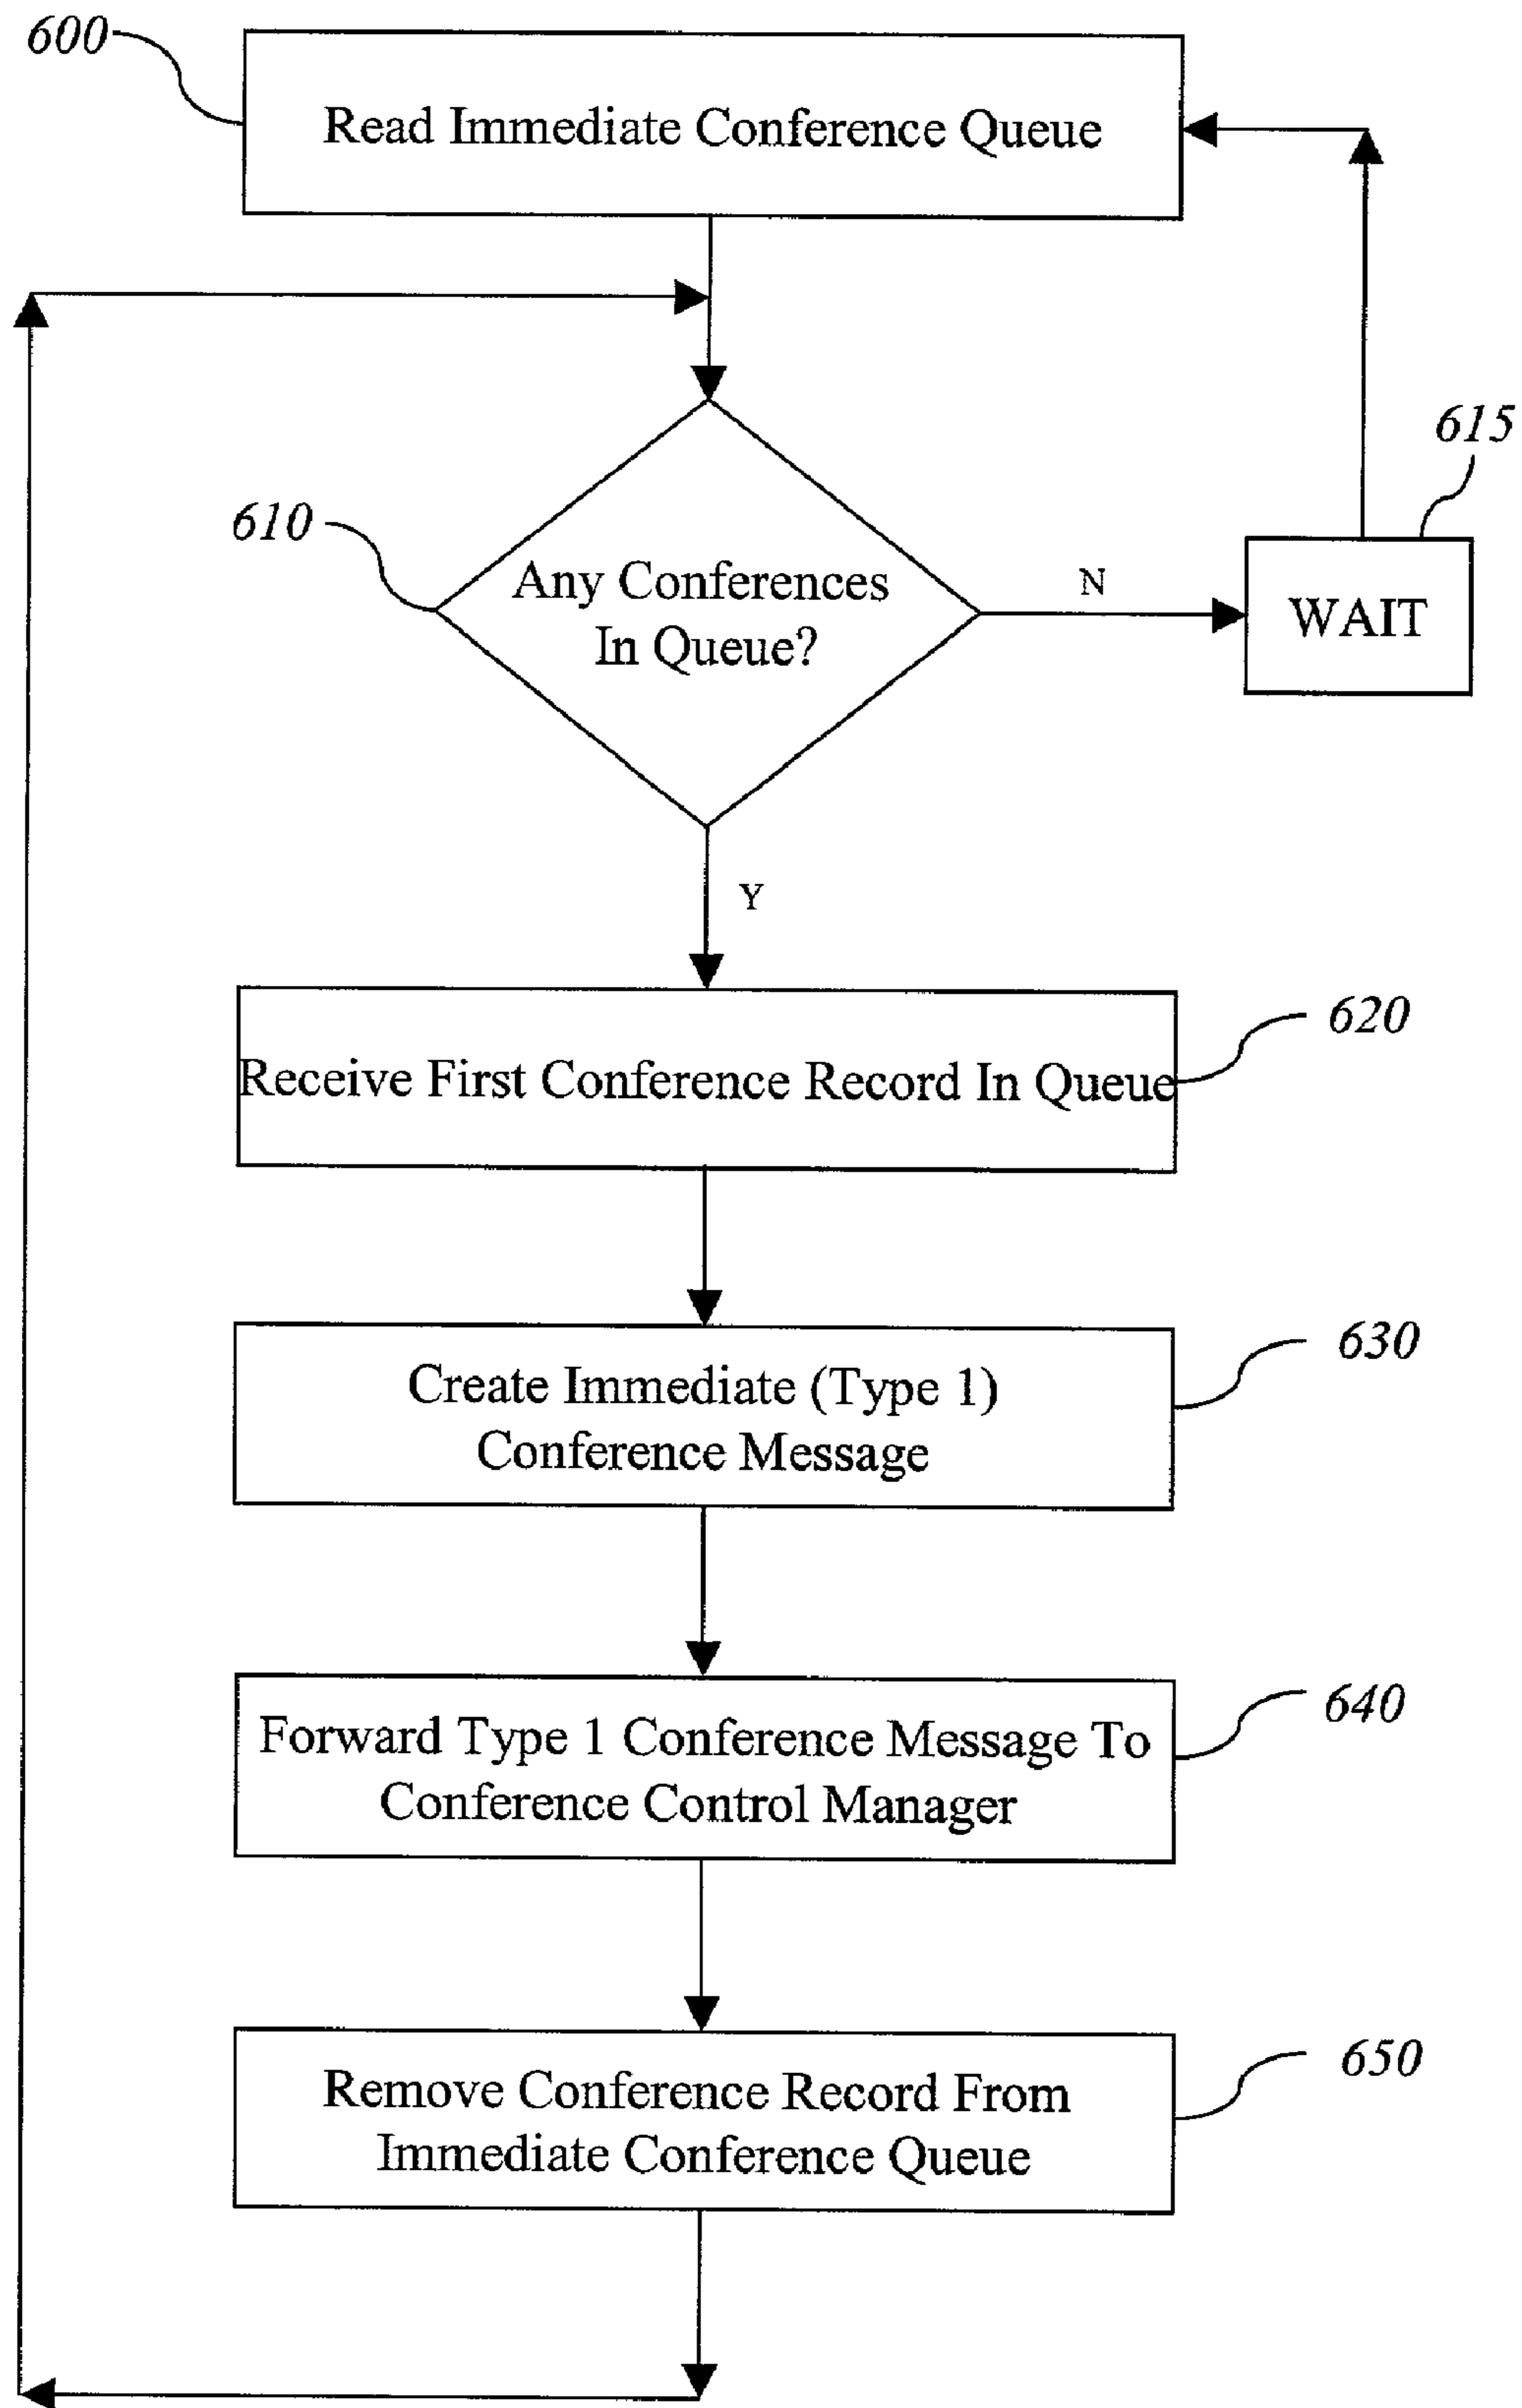 600
Read Immediate Conference Queue
615
610
Any Conferences
In Queue?
N
WAIT
Y
620
Receive First Conference Record In Queue
630
Create Immediate (Type 1)
Conference Message
640
Forward Type 1 Conference Message To
Conference Control Manager
650
Remove Conference Record From
Immediate Conference Queue